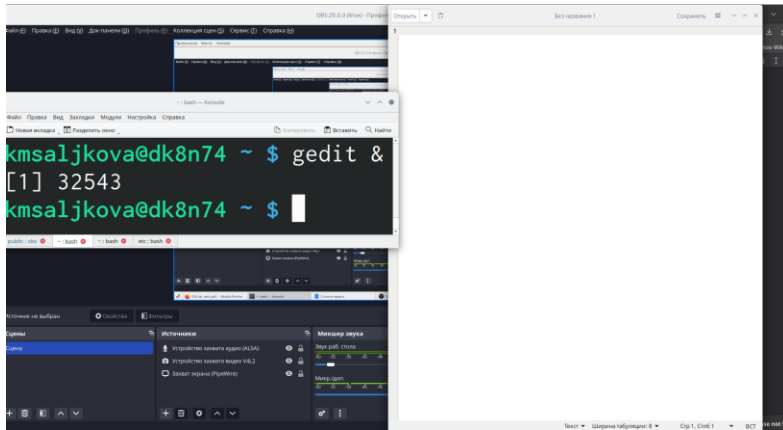 OBS 29.0.0 (linux) - Профи
Открыть
Без названия 1
Сохранить
Файл (F) Правка (E) Вид (V) Док-панели (D) Профиль (P) Коллекция сцен (S) Сервис (T) Справка (H)
1
~ : bash — Konsole
Файл Правка Вид Закладки Модули Настройка Справка
Новая вкладка Разделить окно Копировать Вставить Найти
kmsaljkova@dk8n74 ~ $ gedit &
[1] 32543
kmsaljkova@dk8n74 ~ $
public : obs ~ : bash ~ : bash etc : bash
Источник не выбран Свойства Фильтры
Сцены Источники Микшер звука
Сцена
Устройство захвата аудио (ALSA)
Устройство захвата видео V4L2
Захват экрана (PipeWire)
Звук раб. стола
Микр./доп.
Текст Ширина табуляции: 8 Стр 1, Стлб 1 ВСТ